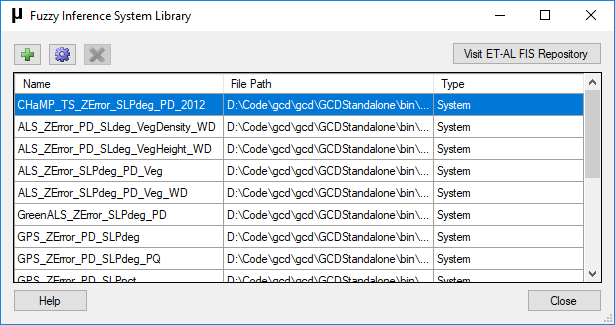 µ Fuzzy Inference System Library
Visit ET-AL FIS Repository
Name File Path Type
CHaMP_TS_ZError_SLPdeg_PD_2012 D:\Code\gcd\gcd\GCDStandalone\bin\... System
ALS_ZError_PD_SLdeg_VegDensity_WD D:\Code\gcd\gcd\GCDStandalone\bin\... System
ALS_ZError_PD_SLdeg_VegHeight_WD D:\Code\gcd\gcd\GCDStandalone\bin\... System
ALS_ZError_SLPdeg_PD_Veg D:\Code\gcd\gcd\GCDStandalone\bin\... System
ALS_ZError_SLPdeg_PD_Veg_WD D:\Code\gcd\gcd\GCDStandalone\bin\... System
GreenALS_ZError_SLPdeg_PD D:\Code\gcd\gcd\GCDStandalone\bin\... System
GPS_ZError_PD_SLPdeg D:\Code\gcd\gcd\GCDStandalone\bin\... System
GPS_ZError_SLPdeg_PD_PQ D:\Code\gcd\gcd\GCDStandalone\bin\... System
GPS_ZError_PD_SLPpct D:\Code\gcd\gcd\GCDStandalone\bin\... System
Help Close